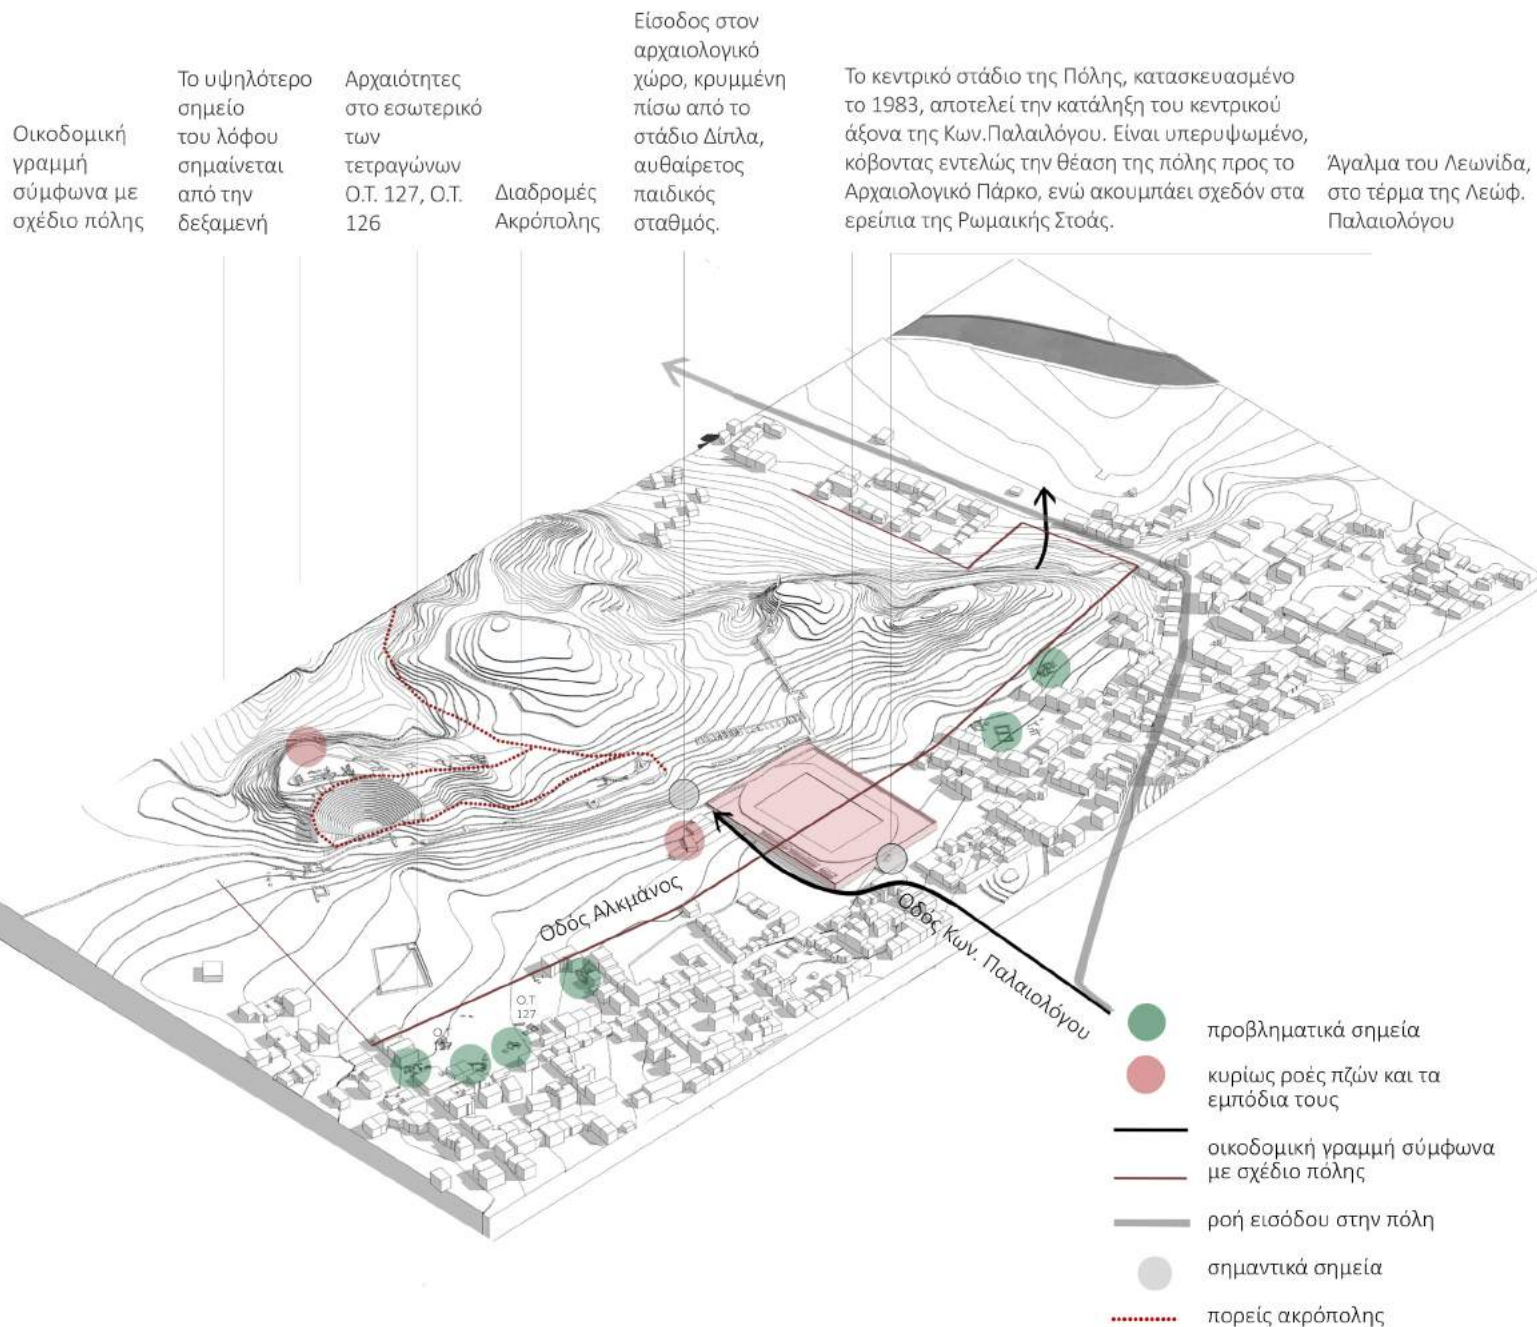 Οικοδομική
γραμμή
σύμφωνα με
σχέδιο πόλης
Το υψηλότερο
σημείο
του λόφου
σημαίνεται
από την
δεξαμενή
Αρχαιότητες
στο εσωτερικό
των
τετραγώνων
Ο.Τ. 127, Ο.Τ.
126
Διαδρομές
Ακρόπολης
Είσοδος στον
αρχαιολογικό
χώρο, κρυμμένη
πίσω από το
στάδιο Δίπλα,
αυθαίρετος
παιδικός
σταθμός.
Το κεντρικό στάδιο της Πόλης, κατασκευασμένο
το 1983, αποτελεί την κατάληξη του κεντρικού
άξονα της Κων.Παλαιλόγου. Είναι υπερυψωμένο,
κόβοντας εντελώς την θέαση της πόλης προς το
Αρχαιολογικό Πάρκο, ενώ ακουμπάει σχεδόν στα
ερείπια της Ρωμαικής Στοάς.
Άγαλμα του Λεωνίδα,
στο τέρμα της Λεώφ.
Παλαιολόγου
Οδός Αλκμάνος
Οδός Κων. Παλαιολόγου
Ο.Τ
127
Ο.Τ
προβληματικά σημεία
κυρίως ροές πζών και τα
εμπόδια τους
οικοδομική γραμμή σύμφωνα
με σχέδιο πόλης
ροή εισόδου στην πόλη
σημαντικά σημεία
πορείς ακρόπολης